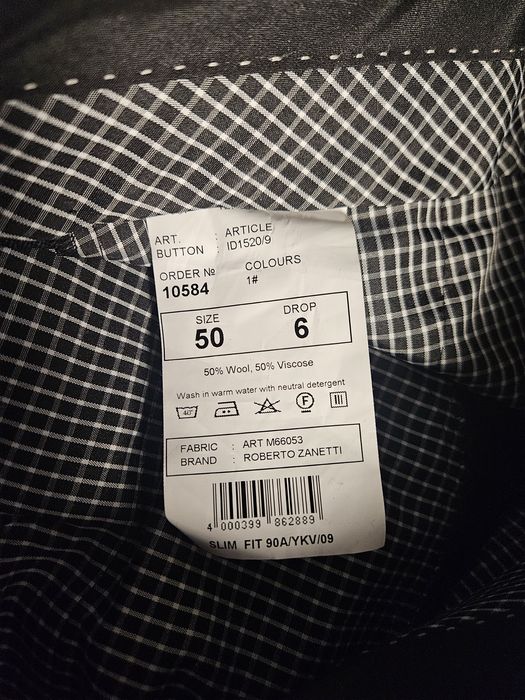 ART. : ARTICLE
BUTTON : ID1520/9
ORDER № COLOURS
10584 1#
SIZE DROP
50 6
50% Wool, 50% Viscose
Wash in warm water with neutral detergent
40° F
FABRIC : ART M66053
BRAND : ROBERTO ZANETTI
4 000399 862889
SLIM FIT 90A/YKV/09